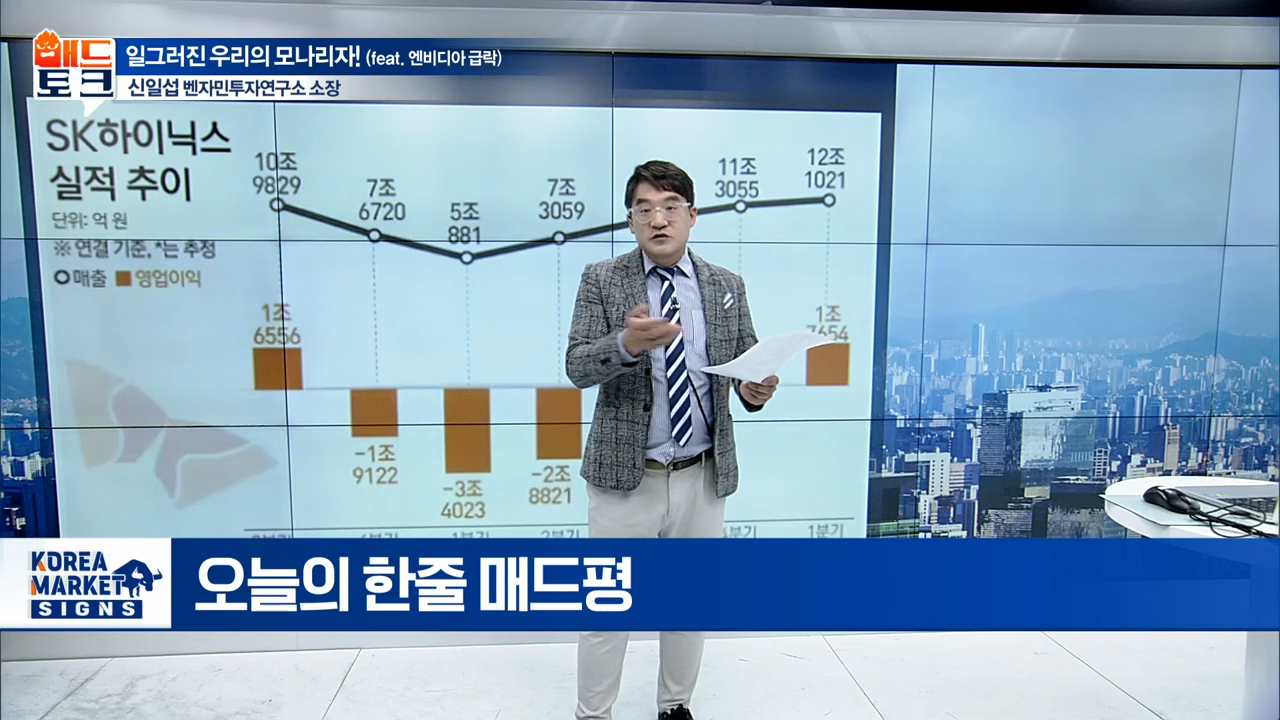 매드
토크
일그러진 우리의 모나리자! (feat. 엔비디아 급락)
신일섭 벤자민투자연구소 소장
SK하이닉스
실적 추이
단위: 억 원
※ 연결 기준, *는 추정
매출 영업이익
10조
9829
7조
6720
5조
881
7조
3059
11조
3055
12조
1021
1조
6556
-1조
9122
-3조
4023
-2조
8821
1조
7654
1분기
KOREA
MARKET
SIGNS
오늘의 한줄 매드평